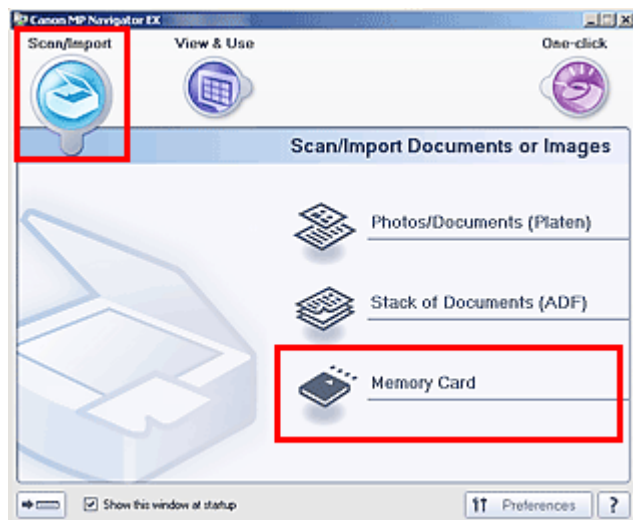 Canon MP Navigator EX
Scan/Import View & Use One-click
Scan/Import Documents or Images
Photos/Documents (Platen)
Stack of Documents (ADF)
Memory Card
Show this window at startup Preferences ?